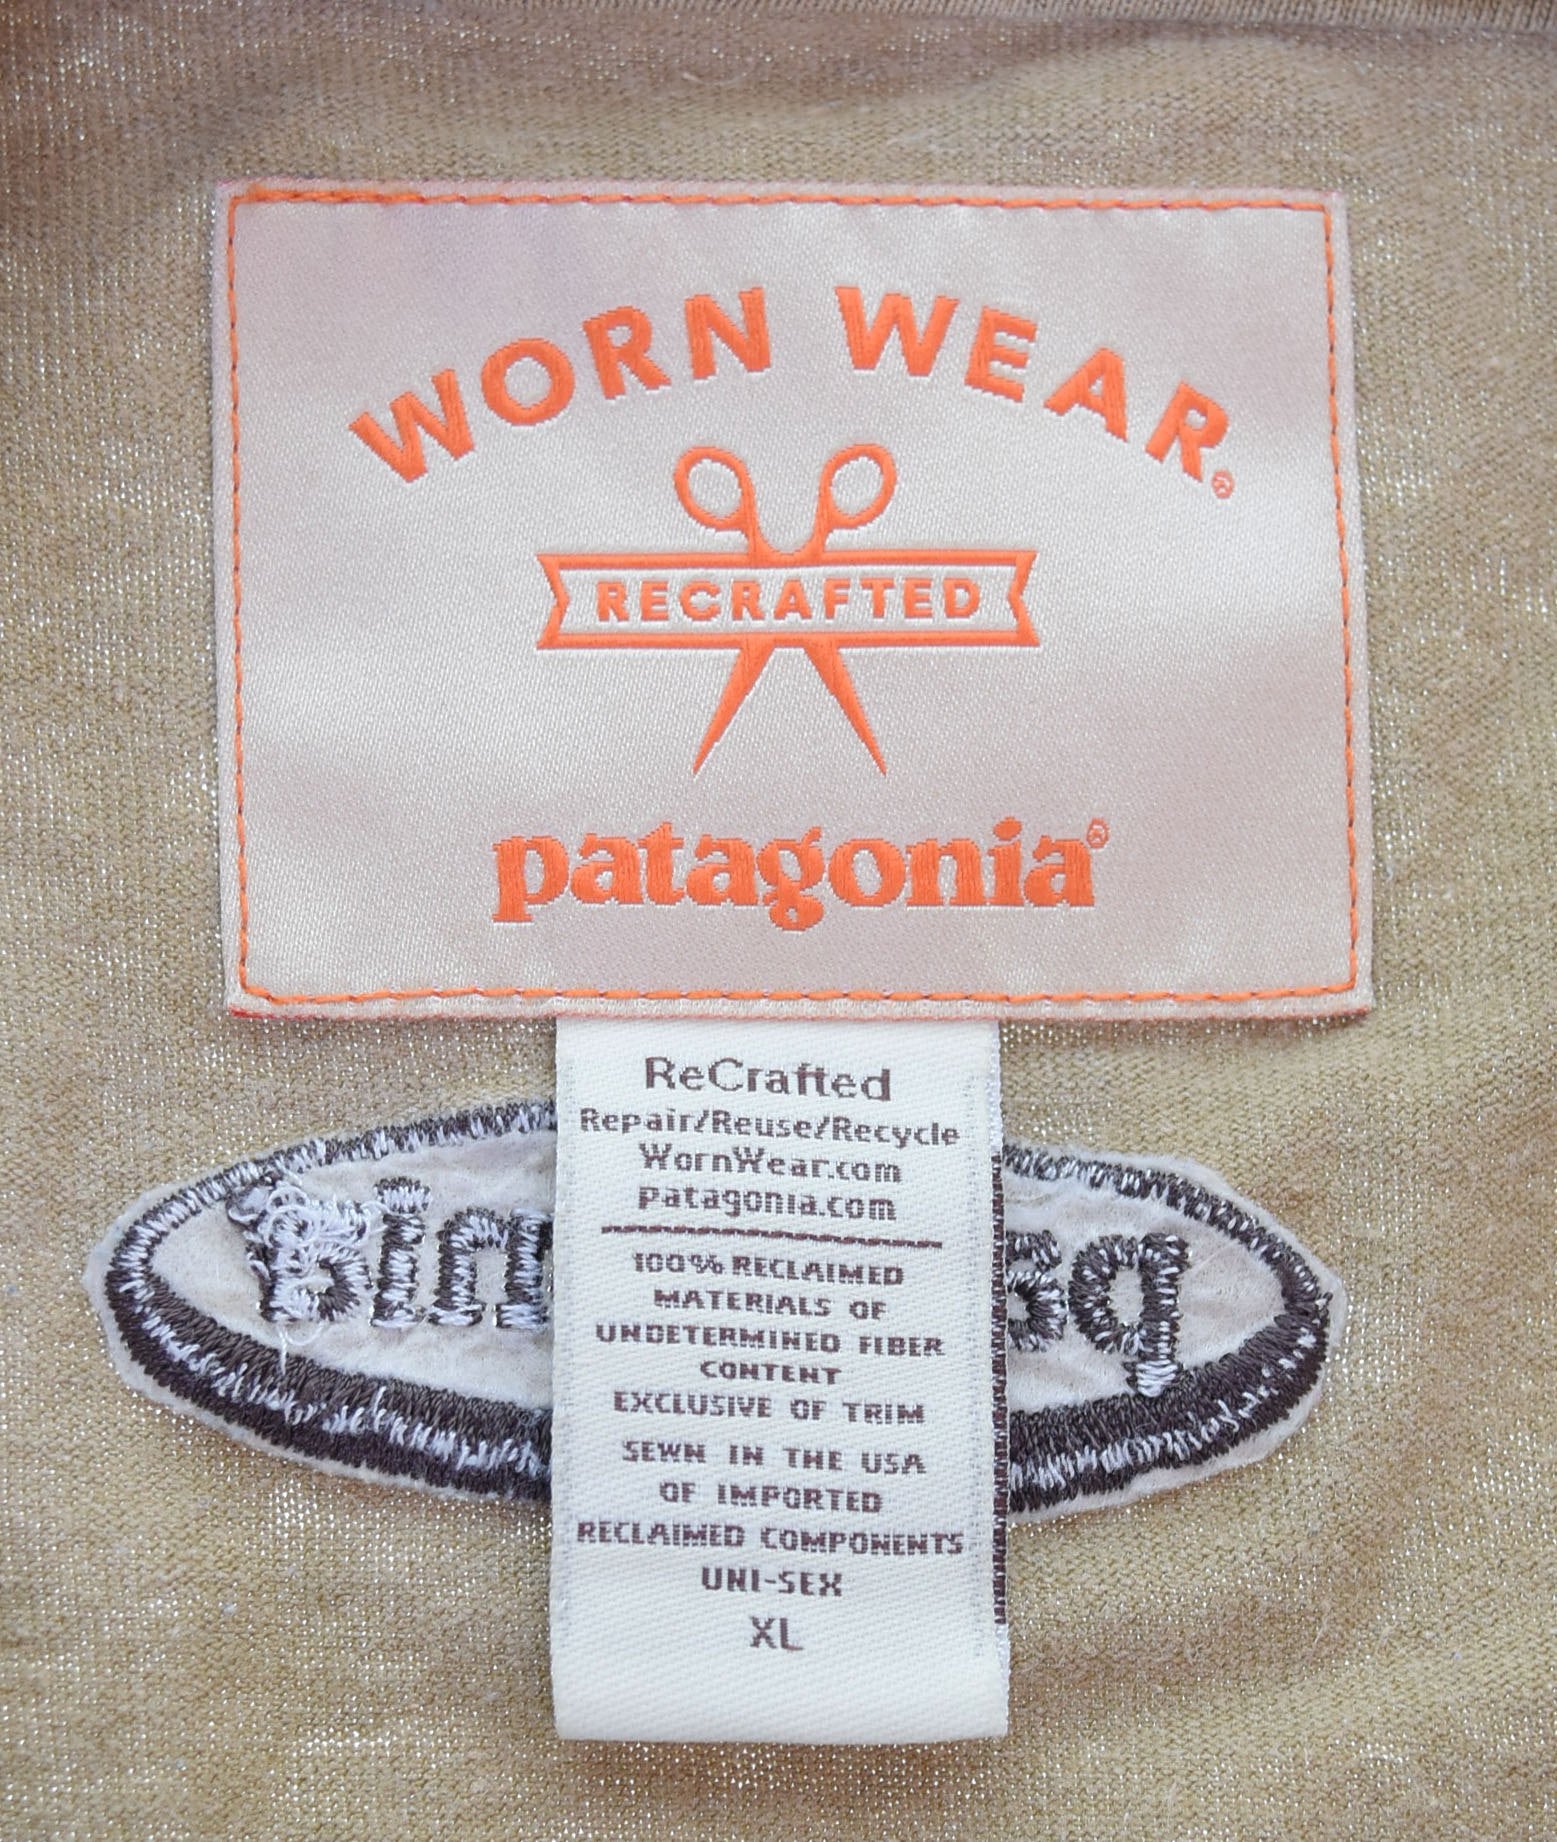 WORN WEAR®
RECRAFTED
patagonia®
ReCrafted
Repair/Reuse/Recycle
WornWear.com
patagonia.com
100% RECLAIMED
MATERIALS OF
UNDETERMINED FIBER
CONTENT
EXCLUSIVE OF TRIM
SEWN IN THE USA
OF IMPORTED
RECLAIMED COMPONENTS
UNI-SEX
XL